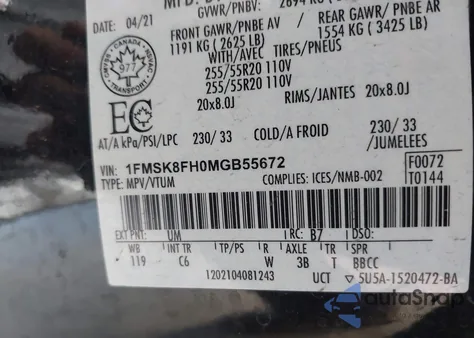 DATE: 04/21
GVWR/PNBV:
FRONT GAWR/PNBE AV / REAR GAWR/PNBE AR
1191 KG (2625 LB) 1554 KG (3425 LB)
WITH/AVEC TIRES/PNEUS
255/55R20 110V
255/55R20 110V
20x8.0J RIMS/JANTES 20x8.0J
CANADA
TRANSPORT
EC
AT/A kPa/PSI/LPC 230/33 COLD/A FROID 230/33
/JUMELEES
VIN: 1FMSK8FH0MGB55672 F0072
TYPE: MPV/VTUM COMPLIES: ICES/NMB-002 T0144
EXT PNT: UM RC: B7 DSO:
WB INT TR TP/PS R AXLE TR SPR
119 C6 W 3B T BBCC
1202104081243 UCT 5U5A-1520472-BA
autoSnap